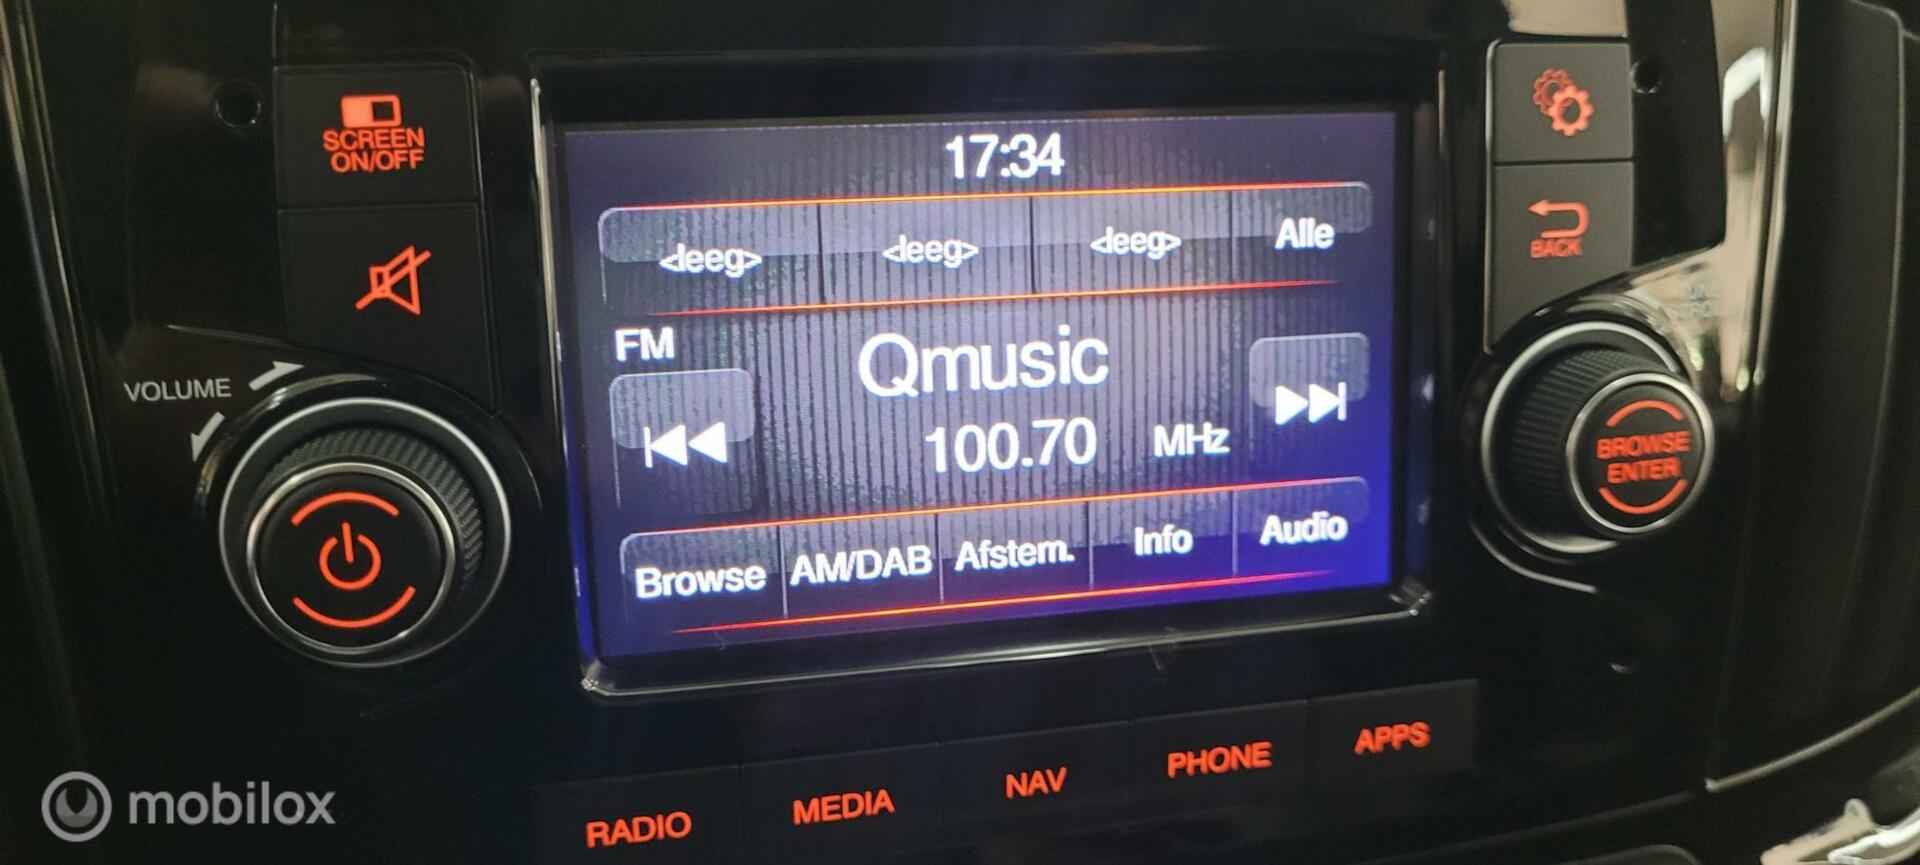 SCREEN
ON/OFF
17:34
<leeg> <leeg> <leeg> Alle
BACK
FM
Qmusic
VOLUME
100.70 MHz
BROWSE
ENTER
Browse AM/DAB Afstem. Info Audio
RADIO MEDIA NAV PHONE APPS
mobilox